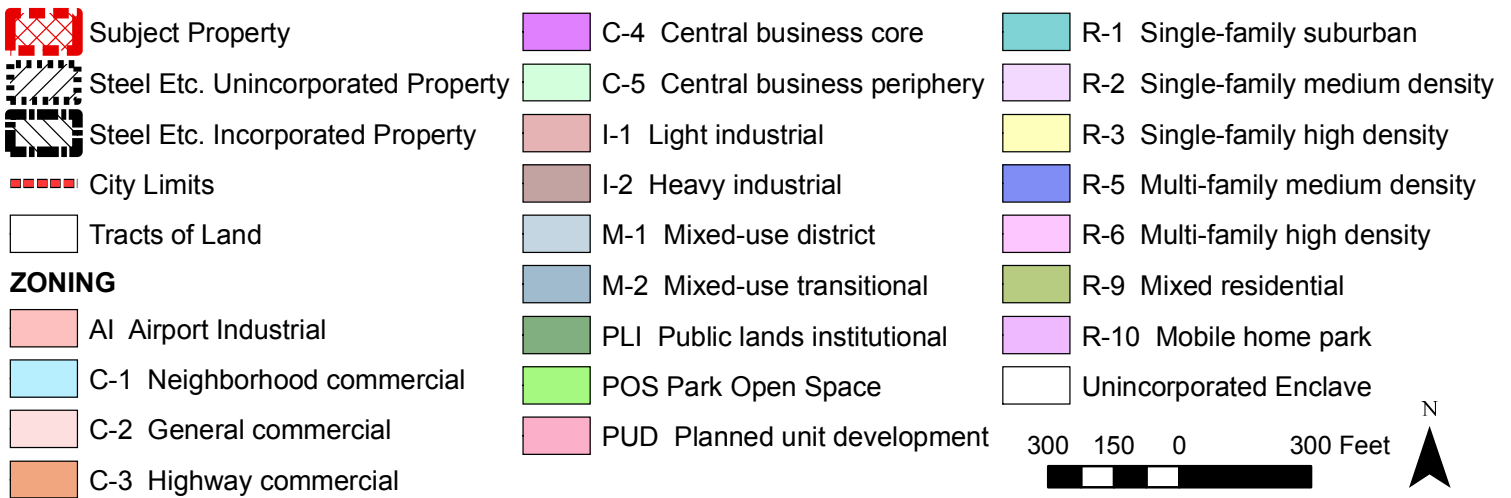 Subject Property
Steel Etc. Unincorporated Property
Steel Etc. Incorporated Property
City Limits
Tracts of Land
ZONING
AI Airport Industrial
C-1 Neighborhood commercial
C-2 General commercial
C-3 Highway commercial
C-4 Central business core
C-5 Central business periphery
I-1 Light industrial
I-2 Heavy industrial
M-1 Mixed-use district
M-2 Mixed-use transitional
PLI Public lands institutional
POS Park Open Space
PUD Planned unit development
R-1 Single-family suburban
R-2 Single-family medium density
R-3 Single-family high density
R-5 Multi-family medium density
R-6 Multi-family high density
R-9 Mixed residential
R-10 Mobile home park
Unincorporated Enclave
N
300 150 0 300 Feet